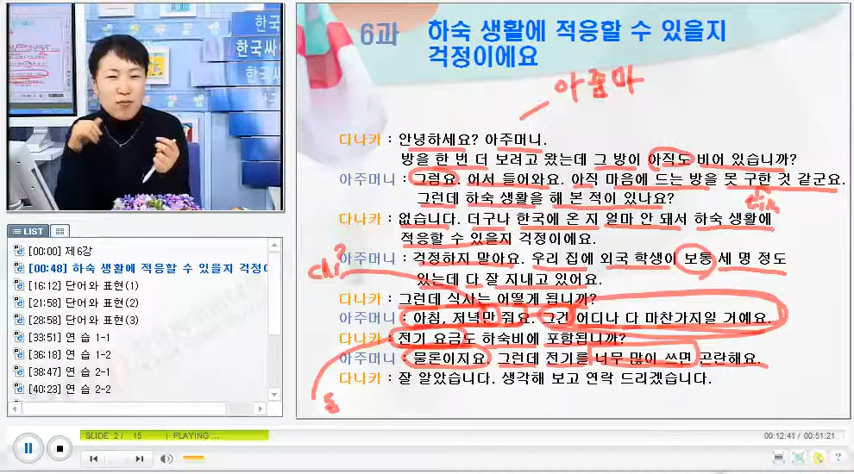 6과 하숙 생활에 적응할 수 있을지
걱정이에요
아줌마
다나카 : 안녕하세요? 아주머니.
방을 한 번 더 보려고 왔는데 그 방이 아직도 비어 있습니까?
아주머니 : 그럼요. 어서 들어와요. 아직 마음에 드는 방을 못 구한 것 같군요.
그런데 하숙 생활을 해 본 적이 있나요?
다나카 : 없습니다. 더구나 한국에 온 지 얼마 안 돼서 하숙 생활에
적응할 수 있을지 걱정이에요.
아주머니 : 걱정하지 말아요. 우리 집에 외국 학생이 보통 세 명 정도
있는데 다 잘 지내고 있어요.
다나카 : 그런데 식사는 어떻게 됩니까?
아주머니 : 아침, 저녁만 줘요. 그건 어디나 다 마찬가지일 거예요.
다나카 : 전기 요금도 하숙비에 포함됩니까?
아주머니 : 물론이지요. 그런데 전기를 너무 많이 쓰면 곤란해요.
다나카 : 잘 알았습니다. 생각해 보고 연락 드리겠습니다.
한국
한국싸
LIST
[00:00] 제6강
[00:48] 하숙 생활에 적응할 수 있을지 걱정이
[16:12] 단어와 표현(1)
[21:58] 단어와 표현(2)
[28:58] 단어와 표현(3)
[33:51] 연 습 1-1
[36:18] 연 습 1-2
[38:47] 연 습 2-1
[40:23] 연 습 2-2
SLIDE 2 / 15 PLAYING ...
00:12:41 / 00:51:21